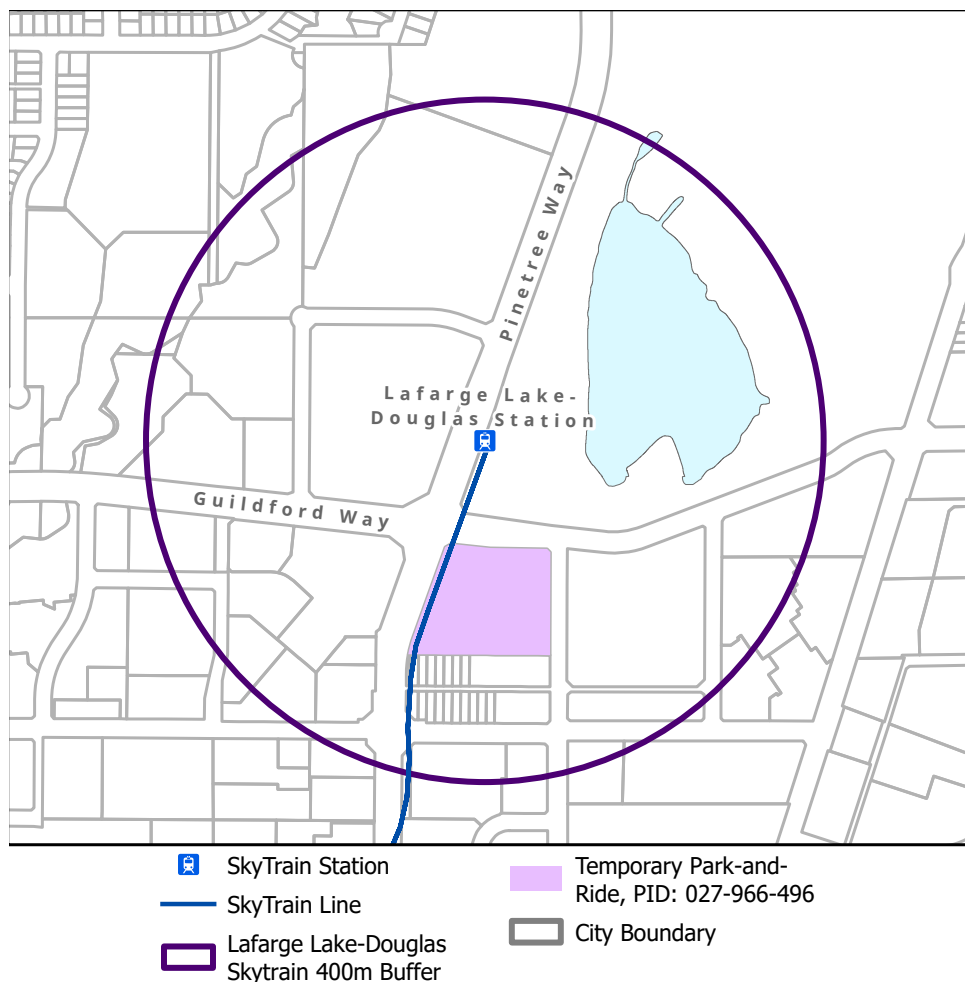 Pinetree Way
Lafarge Lake-
Douglas Station
Guildford Way
SkyTrain Station
SkyTrain Line
Lafarge Lake-Douglas
Skytrain 400m Buffer
Temporary Park-and-
Ride, PID: 027-966-496
City Boundary